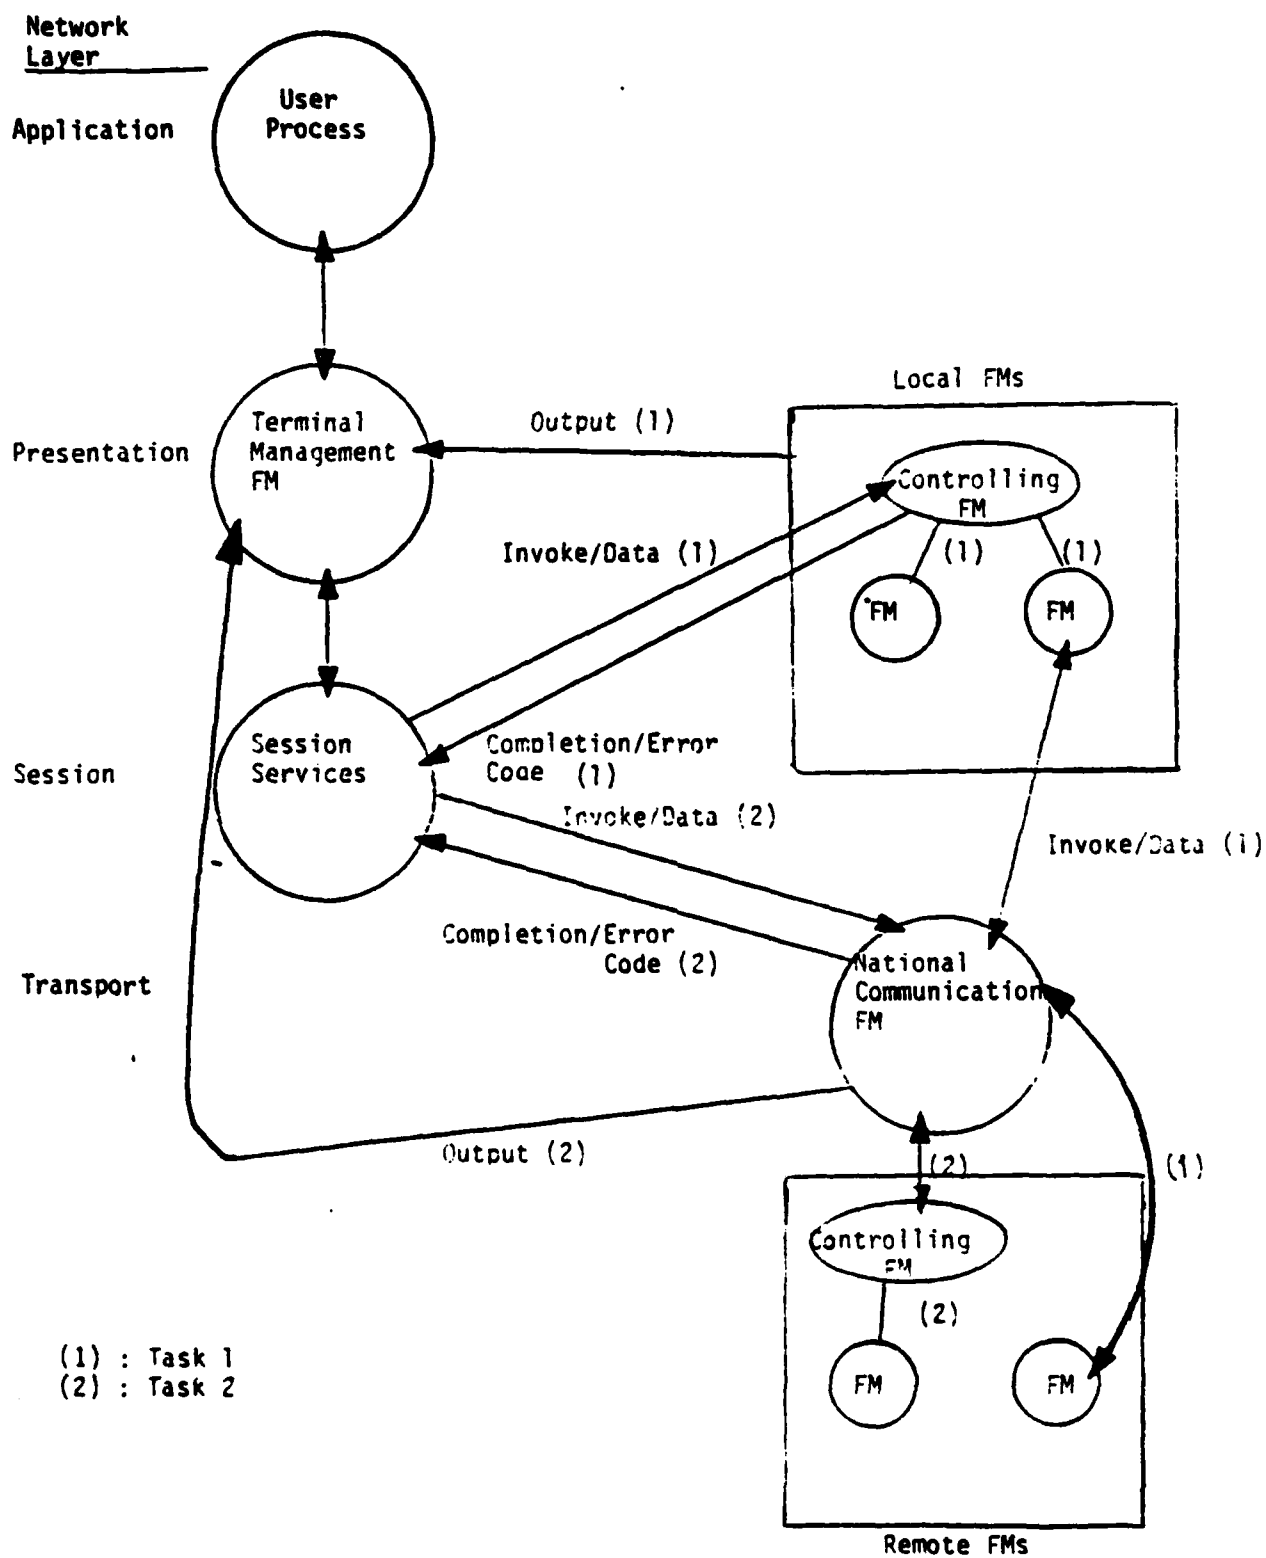 Network
Layer
User
Process
Application
Local FMs
Terminal
Management
FM
Output (1)
Presentation
Controlling
FM
Invoke/Data (1)
(1)
(1)
FM
FM
Session
Services
Completion/Error
Code (1)
Session
Invoke/Data (2)
Invoke/Data (1)
Completion/Error
Code (2)
National
Communication
FM
Transport
Output (2)
(2)
(1)
Controlling
FM
(2)
(1) : Task 1
(2) : Task 2
FM
FM
Remote FMs